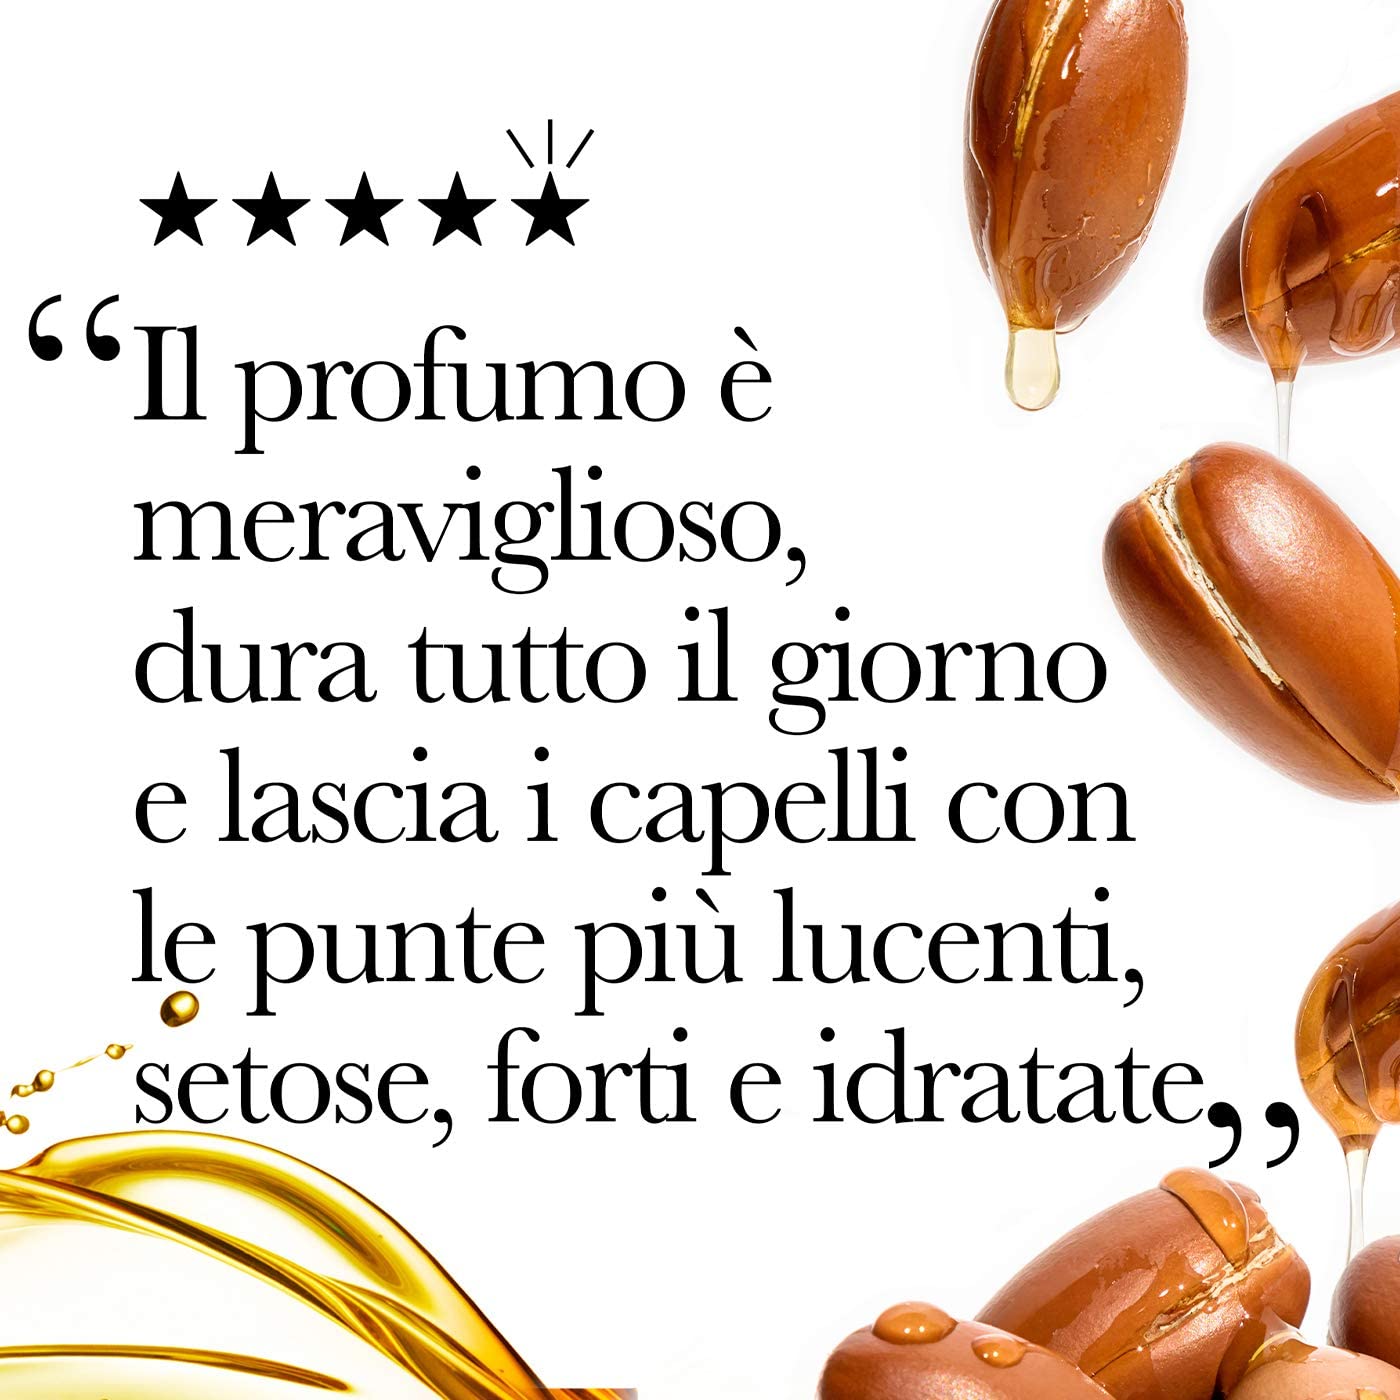 “Il profumo è
meraviglioso,
dura tutto il giorno
e lascia i capelli con
le punte più lucenti,
setose, forti e idratate”